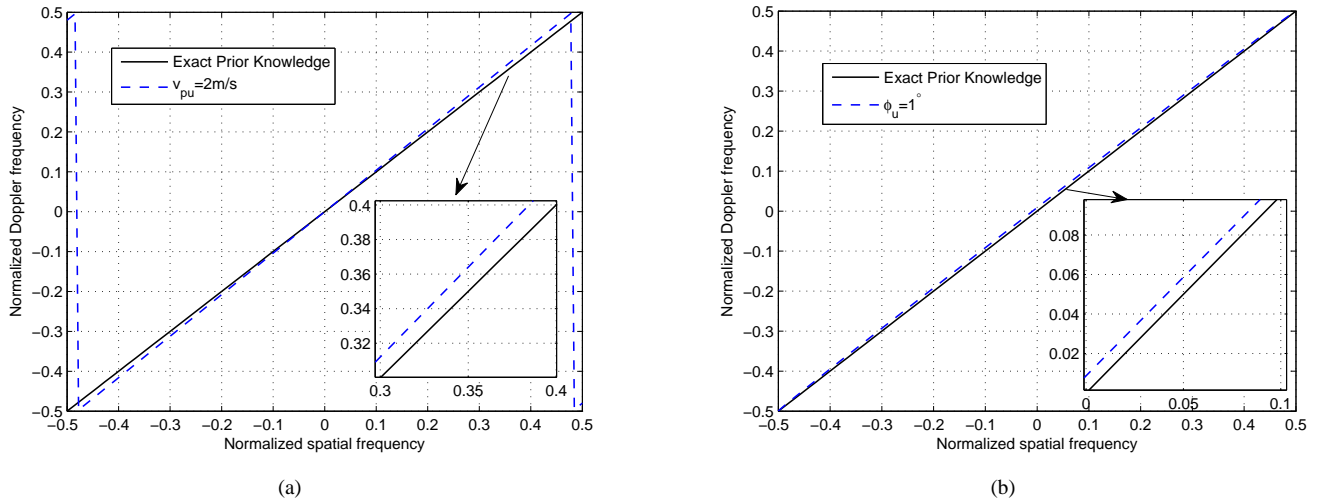 0.5
0.4
0.3
0.2
0.1
0
−0.1
−0.2
−0.3
−0.4
−0.5
Normalized Doppler frequency
Exact Prior Knowledge
v_pu=2m/s
0.4
0.38
0.36
0.34
0.32
0.3 0.35 0.4
−0.5 −0.4 −0.3 −0.2 −0.1 0 0.1 0.2 0.3 0.4 0.5
Normalized spatial frequency
(a)
0.5
0.4
0.3
0.2
0.1
0
−0.1
−0.2
−0.3
−0.4
−0.5
Normalized Doppler frequency
Exact Prior Knowledge
ϕ_u=1°
0.08
0.06
0.04
0.02
0 0.05 0.1
−0.5 −0.4 −0.3 −0.2 −0.1 0 0.1 0.2 0.3 0.4 0.5
Normalized spatial frequency
(b)